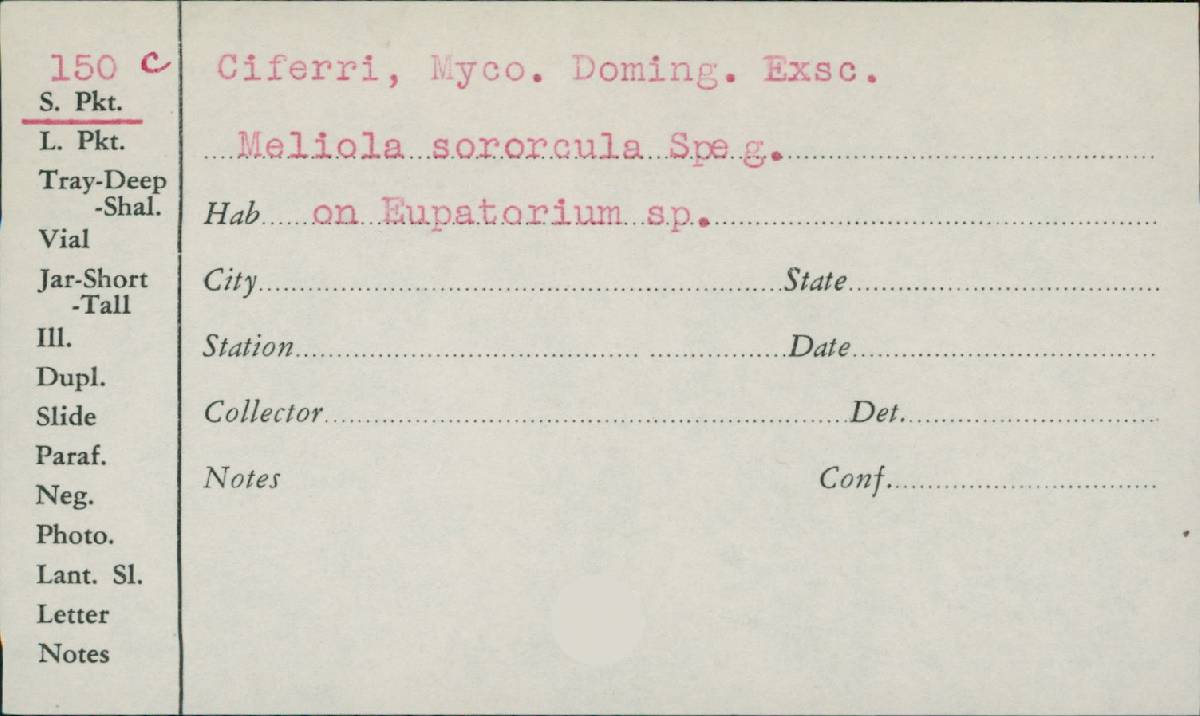 150 c
S. Pkt.
L. Pkt.
Tray-Deep
-Shal.
Vial
Jar-Short
-Tall
Ill.
Dupl.
Slide
Paraf.
Neg.
Photo.
Lant. Sl.
Letter
Notes
Ciferri, Myco. Doming. Exsc.
Meliola sororcula Speg.
Hab on Eupatorium sp.
City State
Station Date
Collector Det.
Notes Conf.